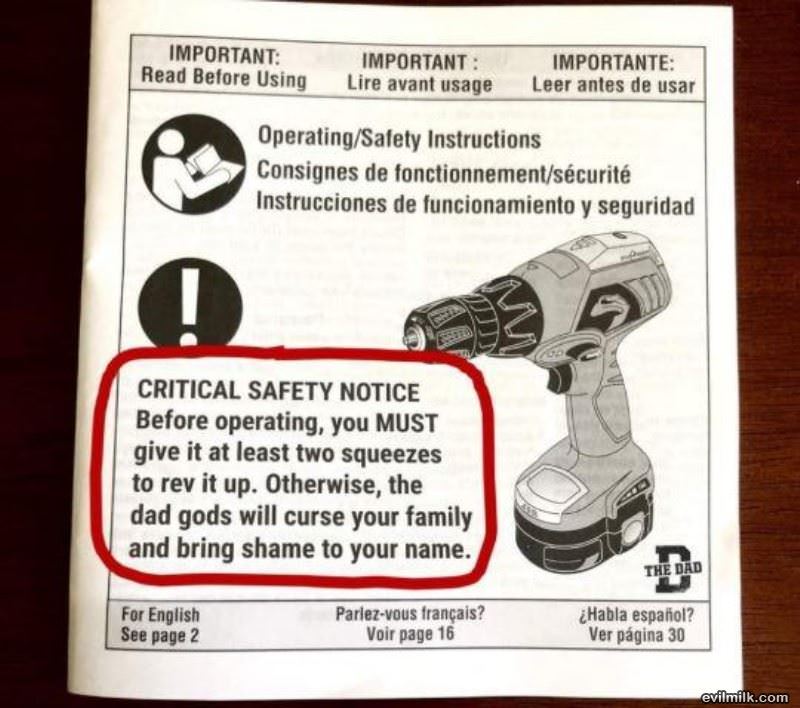 IMPORTANT:
Read Before Using
IMPORTANT :
Lire avant usage
IMPORTANTE:
Leer antes de usar
Operating/Safety Instructions
Consignes de fonctionnement/sécurité
Instrucciones de funcionamiento y seguridad
!
CRITICAL SAFETY NOTICE
Before operating, you MUST
give it at least two squeezes
to rev it up. Otherwise, the
dad gods will curse your family
and bring shame to your name.
D
THE DAD
For English
See page 2
Parlez-vous français?
Voir page 16
¿Habla español?
Ver página 30
evilmilk.com